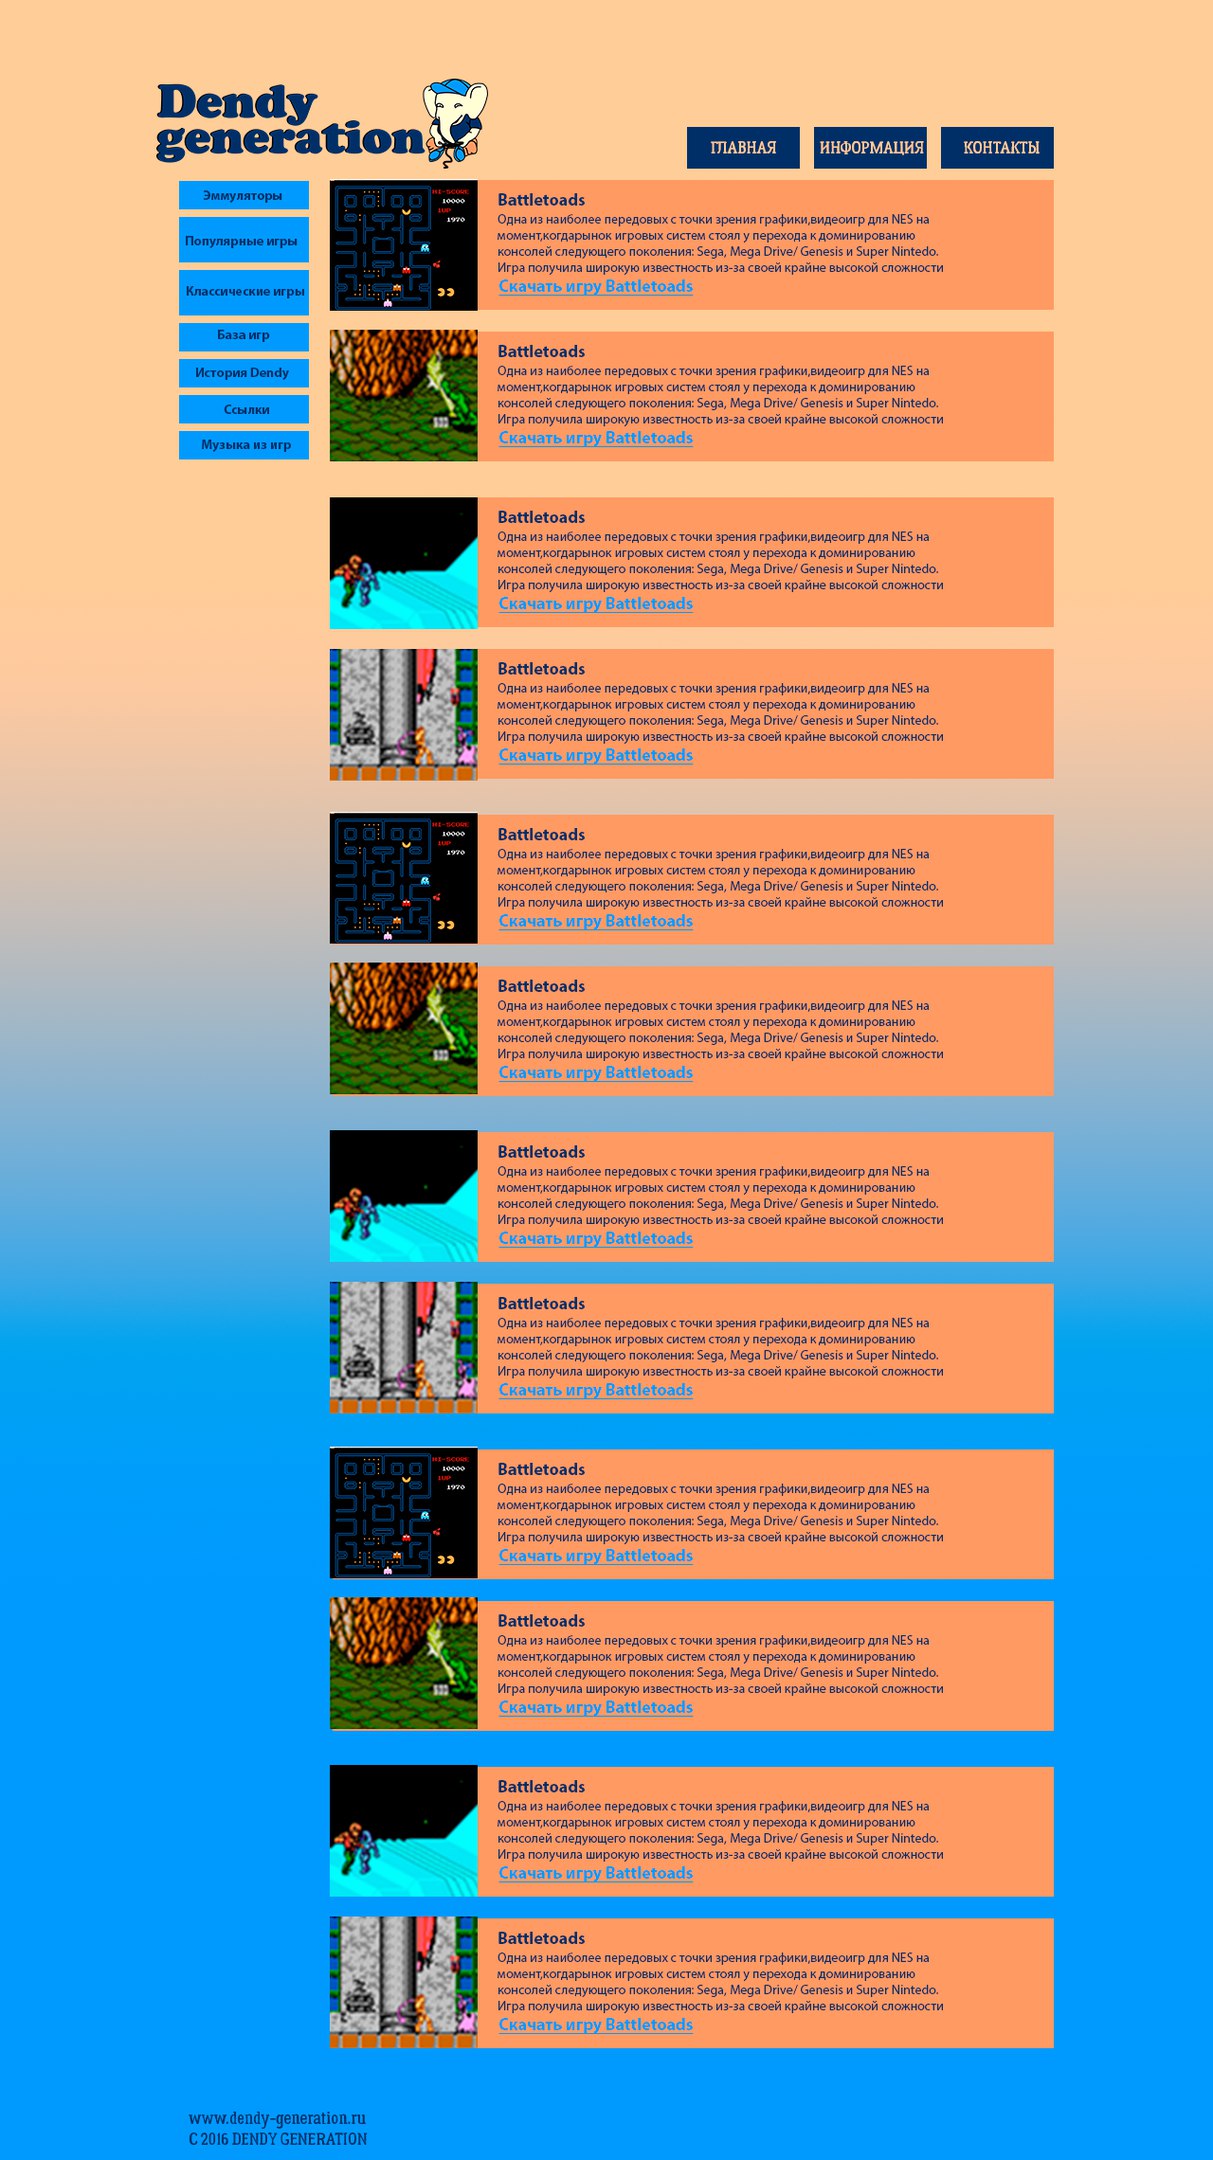 Dendy
generation
ГЛАВНАЯ
ИНФОРМАЦИЯ
КОНТАКТЫ
Эммуляторы
Популярные игры
Классические игры
База игр
История Dendy
Ссылки
Музыка из игр
HI-SCORE
10000
1UP
1970
Battletoads
Одна из наиболее передовых с точки зрения графики,видеоигр для NES на
момент,когдарынок игровых систем стоял у перехода к доминированию
консолей следующего поколения: Sega, Mega Drive/ Genesis и Super Nintedo.
Игра получила широкую известность из-за своей крайне высокой сложности
Скачать игру Battletoads
Battletoads
Одна из наиболее передовых с точки зрения графики,видеоигр для NES на
момент,когдарынок игровых систем стоял у перехода к доминированию
консолей следующего поколения: Sega, Mega Drive/ Genesis и Super Nintedo.
Игра получила широкую известность из-за своей крайне высокой сложности
Скачать игру Battletoads
Battletoads
Одна из наиболее передовых с точки зрения графики,видеоигр для NES на
момент,когдарынок игровых систем стоял у перехода к доминированию
консолей следующего поколения: Sega, Mega Drive/ Genesis и Super Nintedo.
Игра получила широкую известность из-за своей крайне высокой сложности
Скачать игру Battletoads
Battletoads
Одна из наиболее передовых с точки зрения графики,видеоигр для NES на
момент,когдарынок игровых систем стоял у перехода к доминированию
консолей следующего поколения: Sega, Mega Drive/ Genesis и Super Nintedo.
Игра получила широкую известность из-за своей крайне высокой сложности
Скачать игру Battletoads
HI-SCORE
10000
1UP
1970
Battletoads
Одна из наиболее передовых с точки зрения графики,видеоигр для NES на
момент,когдарынок игровых систем стоял у перехода к доминированию
консолей следующего поколения: Sega, Mega Drive/ Genesis и Super Nintedo.
Игра получила широкую известность из-за своей крайне высокой сложности
Скачать игру Battletoads
Battletoads
Одна из наиболее передовых с точки зрения графики,видеоигр для NES на
момент,когдарынок игровых систем стоял у перехода к доминированию
консолей следующего поколения: Sega, Mega Drive/ Genesis и Super Nintedo.
Игра получила широкую известность из-за своей крайне высокой сложности
Скачать игру Battletoads
Battletoads
Одна из наиболее передовых с точки зрения графики,видеоигр для NES на
момент,когдарынок игровых систем стоял у перехода к доминированию
консолей следующего поколения: Sega, Mega Drive/ Genesis и Super Nintedo.
Игра получила широкую известность из-за своей крайне высокой сложности
Скачать игру Battletoads
Battletoads
Одна из наиболее передовых с точки зрения графики,видеоигр для NES на
момент,когдарынок игровых систем стоял у перехода к доминированию
консолей следующего поколения: Sega, Mega Drive/ Genesis и Super Nintedo.
Игра получила широкую известность из-за своей крайне высокой сложности
Скачать игру Battletoads
HI-SCORE
10000
1UP
1970
Battletoads
Одна из наиболее передовых с точки зрения графики,видеоигр для NES на
момент,когдарынок игровых систем стоял у перехода к доминированию
консолей следующего поколения: Sega, Mega Drive/ Genesis и Super Nintedo.
Игра получила широкую известность из-за своей крайне высокой сложности
Скачать игру Battletoads
Battletoads
Одна из наиболее передовых с точки зрения графики,видеоигр для NES на
момент,когдарынок игровых систем стоял у перехода к доминированию
консолей следующего поколения: Sega, Mega Drive/ Genesis и Super Nintedo.
Игра получила широкую известность из-за своей крайне высокой сложности
Скачать игру Battletoads
Battletoads
Одна из наиболее передовых с точки зрения графики,видеоигр для NES на
момент,когдарынок игровых систем стоял у перехода к доминированию
консолей следующего поколения: Sega, Mega Drive/ Genesis и Super Nintedo.
Игра получила широкую известность из-за своей крайне высокой сложности
Скачать игру Battletoads
Battletoads
Одна из наиболее передовых с точки зрения графики,видеоигр для NES на
момент,когдарынок игровых систем стоял у перехода к доминированию
консолей следующего поколения: Sega, Mega Drive/ Genesis и Super Nintedo.
Игра получила широкую известность из-за своей крайне высокой сложности
Скачать игру Battletoads
www.dendy-generation.ru
C 2016 DENDY GENERATION